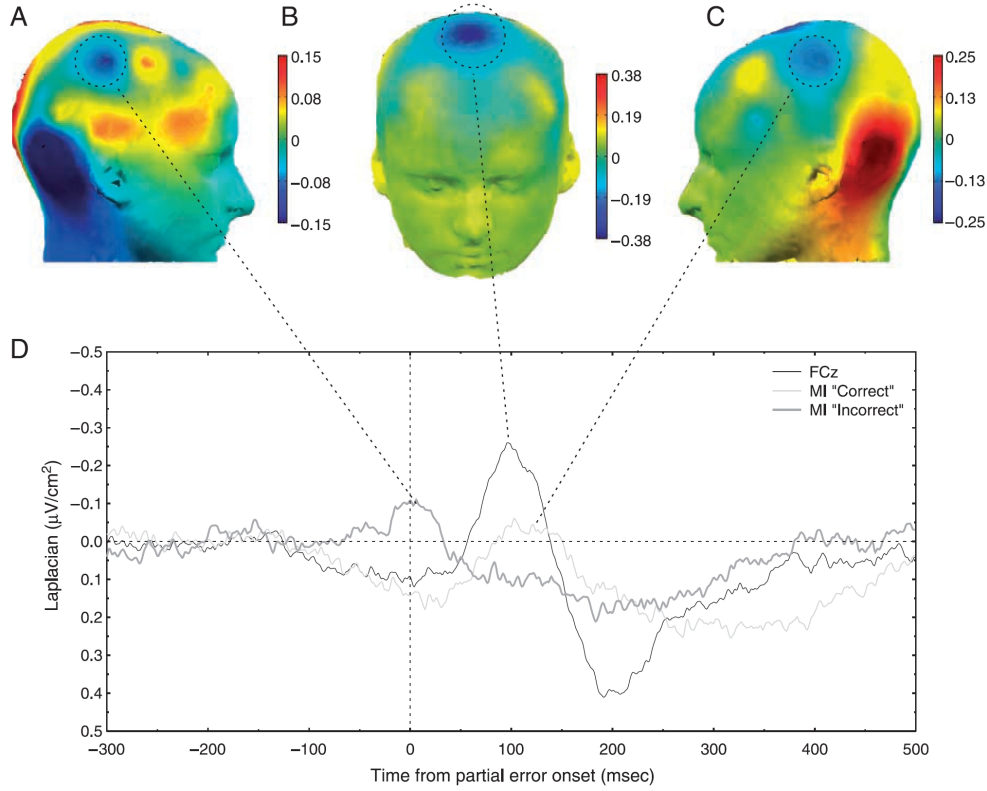 A
B
C
0.15
0.08
0
−0.08
−0.15
0.38
0.19
0
−0.19
−0.38
0.25
0.13
0
−0.13
−0.25
D
−0.5
−0.4
−0.3
−0.2
−0.1
0.0
0.1
0.2
0.3
0.4
0.5
Laplacian (µV/cm²)
FCz
MI "Correct"
MI "Incorrect"
−300 −200 −100 0 100 200 300 400 500
Time from partial error onset (msec)